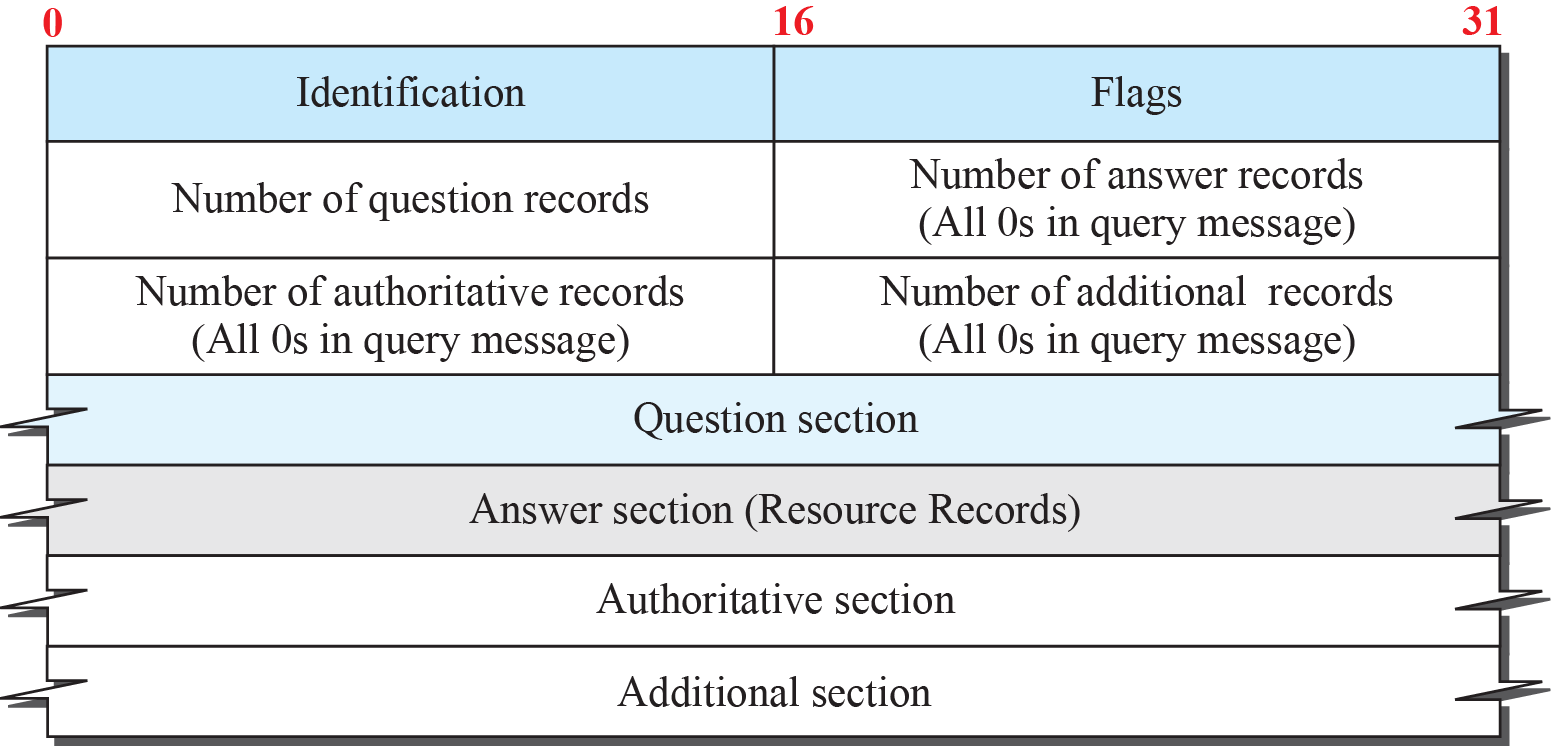 0 16 31
Identification Flags
Number of question records
Number of answer records
(All 0s in query message)
Number of authoritative records
(All 0s in query message)
Number of additional records
(All 0s in query message)
Question section
Answer section (Resource Records)
Authoritative section
Additional section